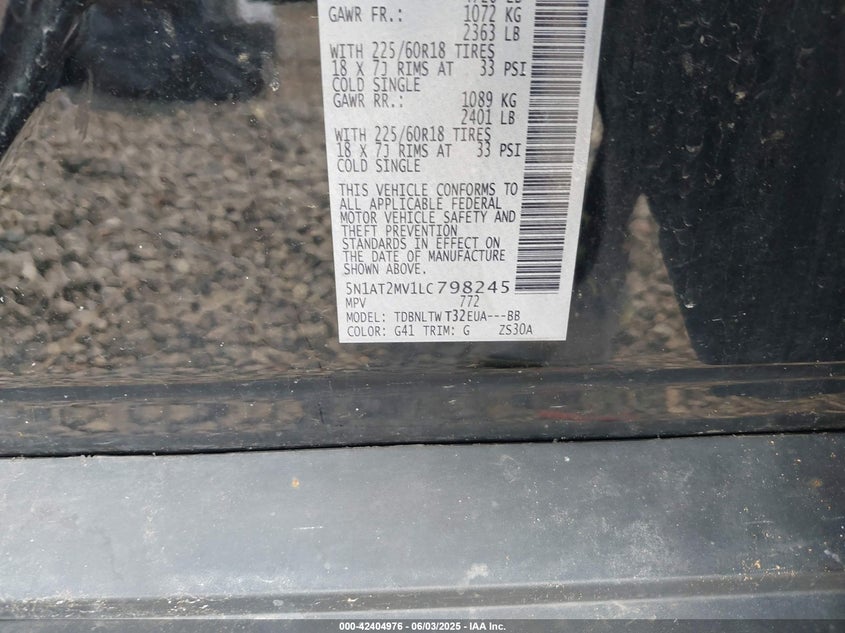 GAWR FR.: 1072 KG
2363 LB
WITH 225/60R18 TIRES
18 X 7J RIMS AT 33 PSI
COLD SINGLE
GAWR RR.: 1089 KG
2401 LB
WITH 225/60R18 TIRES
18 X 7J RIMS AT 33 PSI
COLD SINGLE
THIS VEHICLE CONFORMS TO
ALL APPLICABLE FEDERAL
MOTOR VEHICLE SAFETY AND
THEFT PREVENTION
STANDARDS IN EFFECT ON
THE DATE OF MANUFACTURE
SHOWN ABOVE.
5N1AT2MV1LC798245
MPV 772
MODEL: TDBNLTWT32EUA---BB
COLOR: G41 TRIM: G ZS30A
000-42404976 - 06/03/2025 - IAA Inc.